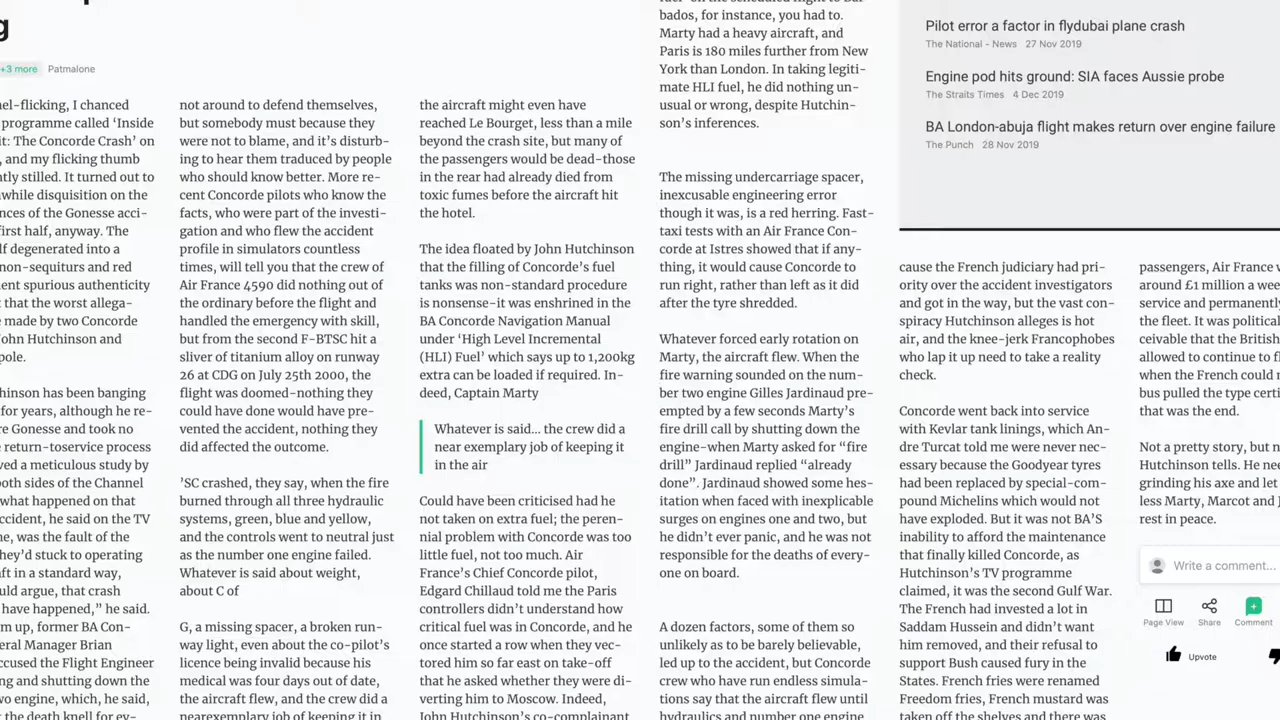 g
+3 more Patmalone
el-flicking, I chanced
programme called ‘Inside
it: The Concorde Crash’ on
, and my flicking thumb
ntly stilled. It turned out to
awhile disquisition on the
nces of the Gonesse acci-
first half, anyway. The
lf degenerated into a
non-sequiturs and red
ent spurious authenticity
t that the worst allega-
e made by two Concorde
ohn Hutchinson and
pole.
hinson has been banging
for years, although he re-
re Gonesse and took no
e return-toservice process
ved a meticulous study by
both sides of the Channel
what happened on that
ccident, he said on the TV
ne, was the fault of the
hey’d stuck to operating
aft in a standard way,
uld argue, that crash
have happened,” he said.
m up, former BA Con-
eral Manager Brian
ccused the Flight Engineer
ng and shutting down the
wo engine, which, he said,
t the death knell for ev-
not around to defend themselves,
but somebody must because they
were not to blame, and it’s disturb-
ing to hear them traduced by people
who should know better. More re-
cent Concorde pilots who know the
facts, who were part of the investi-
gation and who flew the accident
profile in simulators countless
times, will tell you that the crew of
Air France 4590 did nothing out of
the ordinary before the flight and
handled the emergency with skill,
but from the second F-BTSC hit a
sliver of titanium alloy on runway
26 at CDG on July 25th 2000, the
flight was doomed-nothing they
could have done would have pre-
vented the accident, nothing they
did affected the outcome.
’SC crashed, they say, when the fire
burned through all three hydraulic
systems, green, blue and yellow,
and the controls went to neutral just
as the number one engine failed.
Whatever is said about weight,
about C of
G, a missing spacer, a broken run-
way light, even about the co-pilot’s
licence being invalid because his
medical was four days out of date,
the aircraft flew, and the crew did a
nearexemplary job of keeping it in
the aircraft might even have
reached Le Bourget, less than a mile
beyond the crash site, but many of
the passengers would be dead-those
in the rear had already died from
toxic fumes before the aircraft hit
the hotel.
The idea floated by John Hutchinson
that the filling of Concorde’s fuel
tanks was non-standard procedure
is nonsense-it was enshrined in the
BA Concorde Navigation Manual
under ‘High Level Incremental
(HLI) Fuel’ which says up to 1,200kg
extra can be loaded if required. In-
deed, Captain Marty
Whatever is said... the crew did a
near exemplary job of keeping it
in the air
Could have been criticised had he
not taken on extra fuel; the peren-
nial problem with Concorde was too
little fuel, not too much. Air
France’s Chief Concorde pilot,
Edgard Chillaud told me the Paris
controllers didn’t understand how
critical fuel was in Concorde, and he
once started a row when they vec-
tored him so far east on take-off
that he asked whether they were di-
verting him to Moscow. Indeed,
John Hutchinson’s co-complainant
bados, for instance, you had to.
Marty had a heavy aircraft, and
Paris is 180 miles further from New
York than London. In taking legiti-
mate HLI fuel, he did nothing un-
usual or wrong, despite Hutchin-
son’s inferences.
The missing undercarriage spacer,
inexcusable engineering error
though it was, is a red herring. Fast-
taxi tests with an Air France Con-
corde at Istres showed that if any-
thing, it would cause Concorde to
run right, rather than left as it did
after the tyre shredded.
Whatever forced early rotation on
Marty, the aircraft flew. When the
fire warning sounded on the num-
ber two engine Gilles Jardinaud pre-
empted by a few seconds Marty’s
fire drill call by shutting down the
engine-when Marty asked for “fire
drill” Jardinaud replied “already
done”. Jardinaud showed some hes-
itation when faced with inexplicable
surges on engines one and two, but
he didn’t ever panic, and he was not
responsible for the deaths of every-
one on board.
A dozen factors, some of them so
unlikely as to be barely believable,
led up to the accident, but Concorde
crew who have run endless simula-
tions say that the aircraft flew until
hydraulics and number one engine
Pilot error a factor in flydubai plane crash
The National - News 27 Nov 2019
Engine pod hits ground: SIA faces Aussie probe
The Straits Times 4 Dec 2019
BA London-abuja flight makes return over engine failure
The Punch 28 Nov 2019
cause the French judiciary had pri-
ority over the accident investigators
and got in the way, but the vast con-
spiracy Hutchinson alleges is hot
air, and the knee-jerk Francophobes
who lap it up need to take a reality
check.
Concorde went back into service
with Kevlar tank linings, which An-
dre Turcat told me were never nec-
essary because the Goodyear tyres
had been replaced by special-com-
pound Michelins which would not
have exploded. But it was not BA’S
inability to afford the maintenance
that finally killed Concorde, as
Hutchinson’s TV programme
claimed, it was the second Gulf War.
The French had invested a lot in
Saddam Hussein and didn’t want
him removed, and their refusal to
support Bush caused fury in the
States. French fries were renamed
Freedom fries, French mustard was
taken off the shelves and there was
passengers, Air France w
around £1 million a wee
service and permanently
the fleet. It was political
ceivable that the British
allowed to continue to fl
when the French could n
bus pulled the type certi
that was the end.
Not a pretty story, but n
Hutchinson tells. He nee
grinding his axe and let
less Marty, Marcot and J
rest in peace.
Write a comment...
Page View Share Comment
Upvote